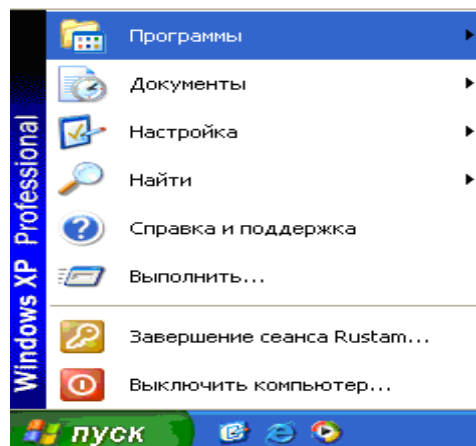 Программы
Документы
Настройка
Найти
Справка и поддержка
Выполнить...
Завершение сеанса Rustam...
Выключить компьютер...
Windows XP Professional
пуск